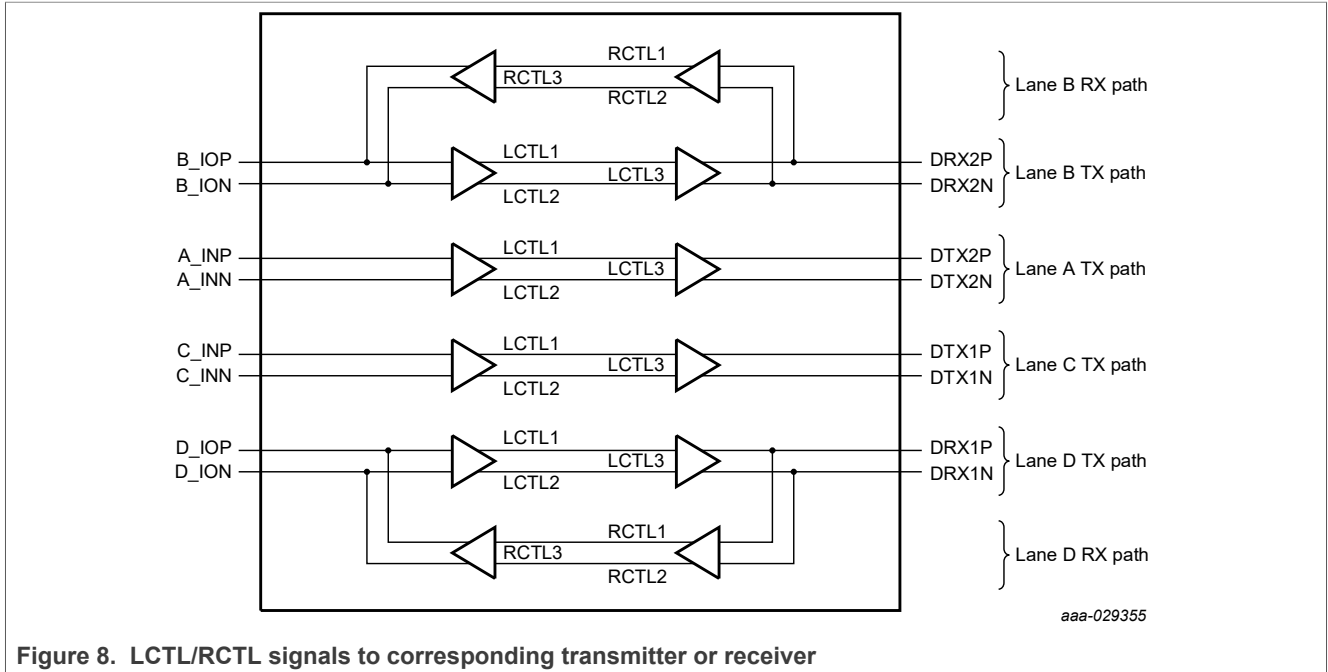 RCTL1
RCTL3
RCTL2
Lane B RX path
B_IOP
B_ION
LCTL1
LCTL3
LCTL2
DRX2P
DRX2N
Lane B TX path
A_INP
A_INN
LCTL1
LCTL3
LCTL2
DTX2P
DTX2N
Lane A TX path
C_INP
C_INN
LCTL1
LCTL3
LCTL2
DTX1P
DTX1N
Lane C TX path
D_IOP
D_ION
LCTL1
LCTL3
LCTL2
DRX1P
DRX1N
Lane D TX path
RCTL1
RCTL3
RCTL2
Lane D RX path
aaa-029355
Figure 8. LCTL/RCTL signals to corresponding transmitter or receiver